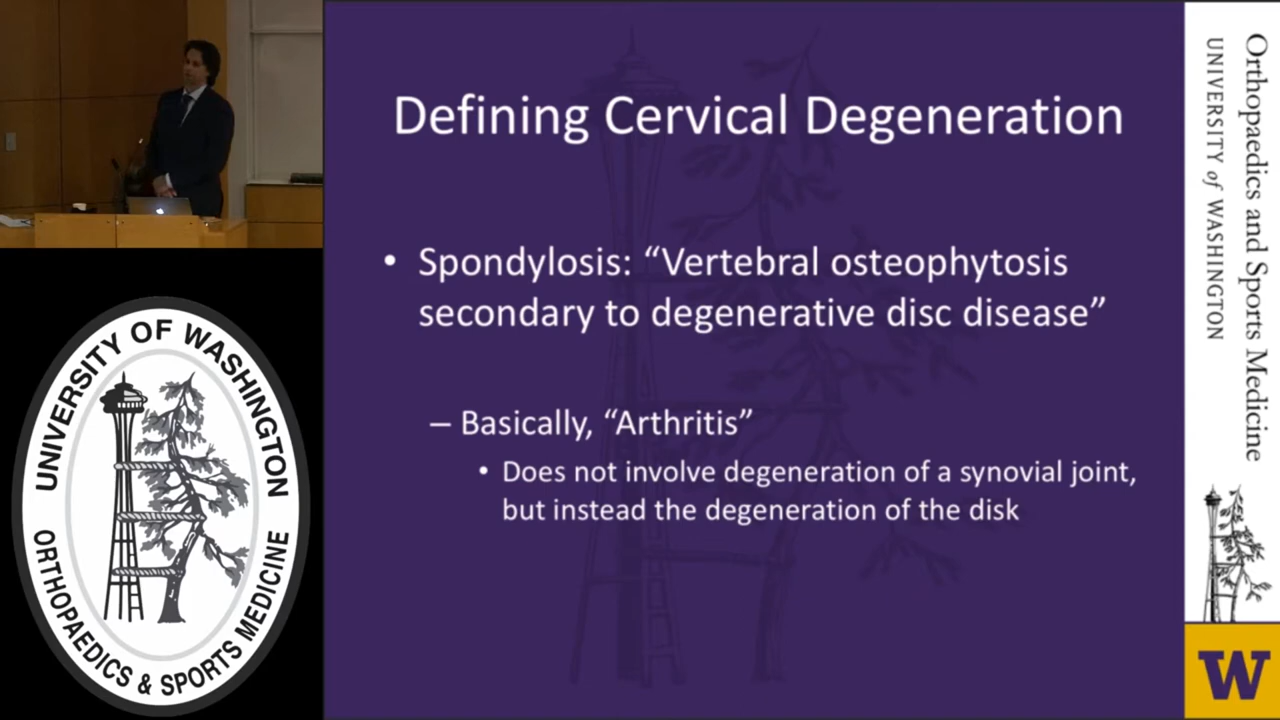 Defining Cervical Degeneration
• Spondylosis: “Vertebral osteophytosis
secondary to degenerative disc disease”
– Basically, “Arthritis”
• Does not involve degeneration of a synovial joint,
but instead the degeneration of the disk
UNIVERSITY OF WASHINGTON
ORTHOPAEDICS & SPORTS MEDICINE
Orthopaedics and Sports Medicine
UNIVERSITY of WASHINGTON
W